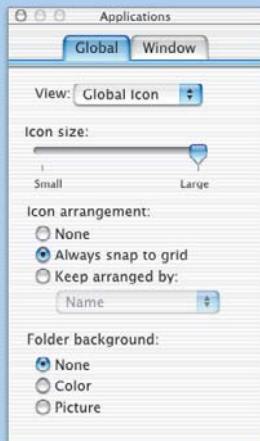 Applications
Global Window
View: Global Icon
Icon size:
Small Large
Icon arrangement:
None
Always snap to grid
Keep arranged by:
Name
Folder background:
None
Color
Picture